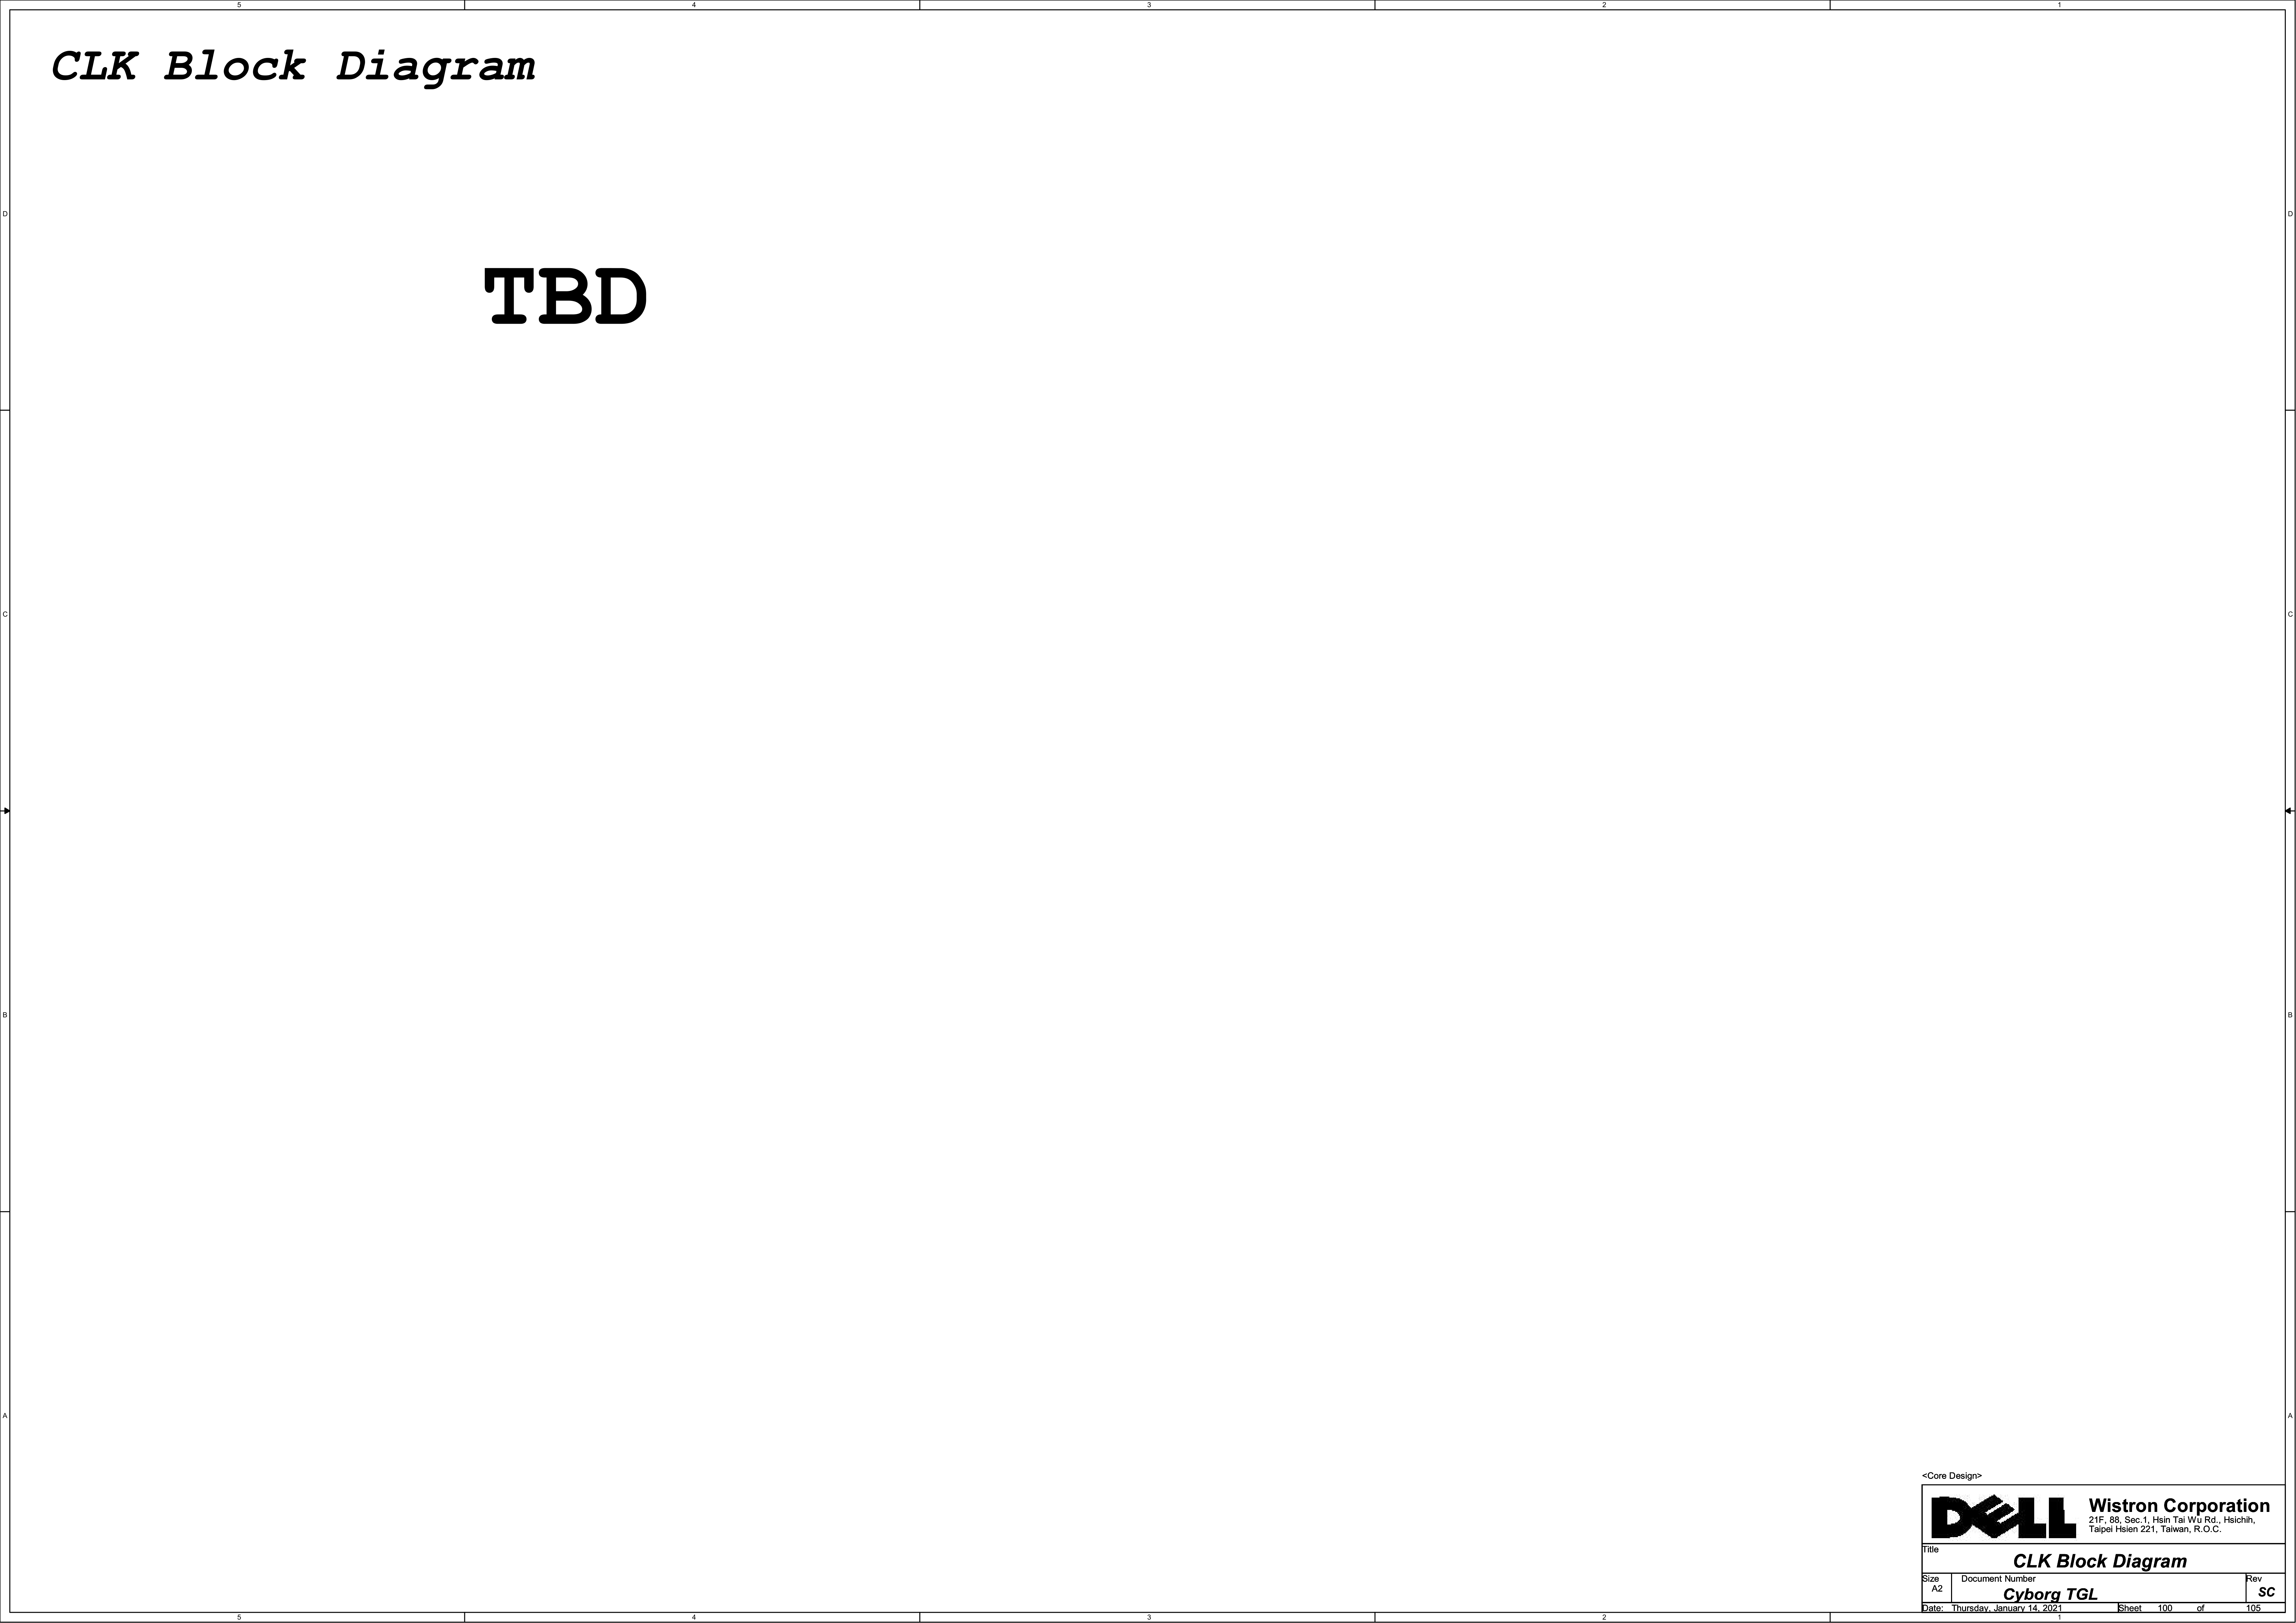 5 4 3 2 1
CLK Block Diagram
D D
TBD
C C
B B
A A
<Core Design>
DELL
Wistron Corporation
21F, 88, Sec.1, Hsin Tai Wu Rd., Hsichih,
Taipei Hsien 221, Taiwan, R.O.C.
Title
CLK Block Diagram
Size Document Number Rev
A2 Cyborg TGL SC
Date: Thursday, January 14, 2021 Sheet 100 of 105
5 4 3 2 1